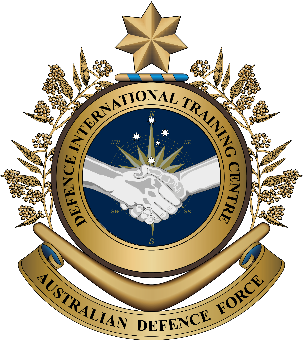 DEFENCE INTERNATIONAL TRAINING CENTRE
AUSTRALIAN DEFENCE FORCE